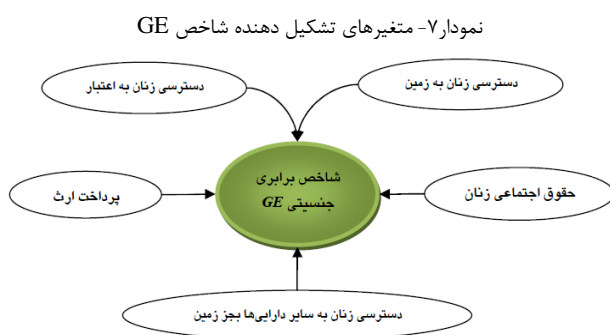 نمودار۷- متغیرهای تشکیل دهنده شاخص GE
دسترسی زنان به زمین
دسترسی زنان به اعتبار
شاخص برابری
جنسیتی GE
حقوق اجتماعی زنان
پرداخت ارث
دسترسی زنان به سایر دارایی‌ها بجز زمین